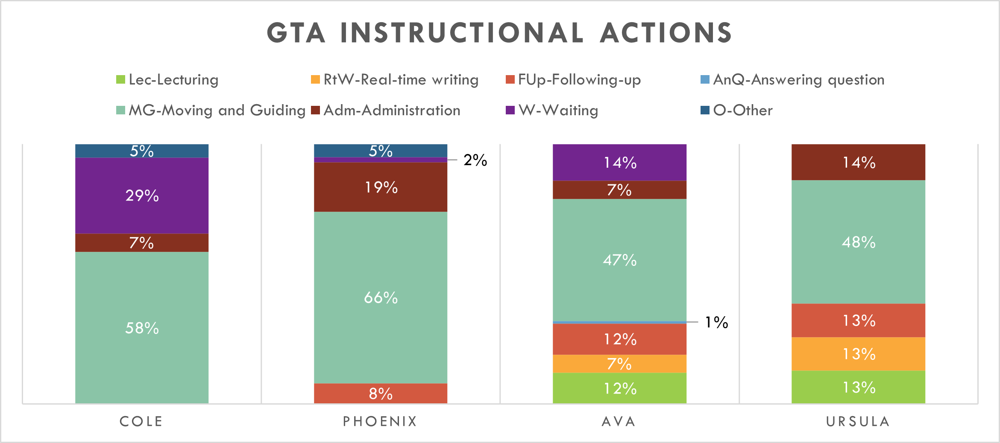 GTA INSTRUCTIONAL ACTIONS
Lec-Lecturing RtW-Real-time writing FUp-Following-up AnQ-Answering question
MG-Moving and Guiding Adm-Administration W-Waiting O-Other
5% 5% 14% 14%
2%
29% 19% 7%
7% 66% 47% 48%
58% 1% 13%
8% 12% 13%
7% 13%
12%
COLE PHOENIX AVA URSULA